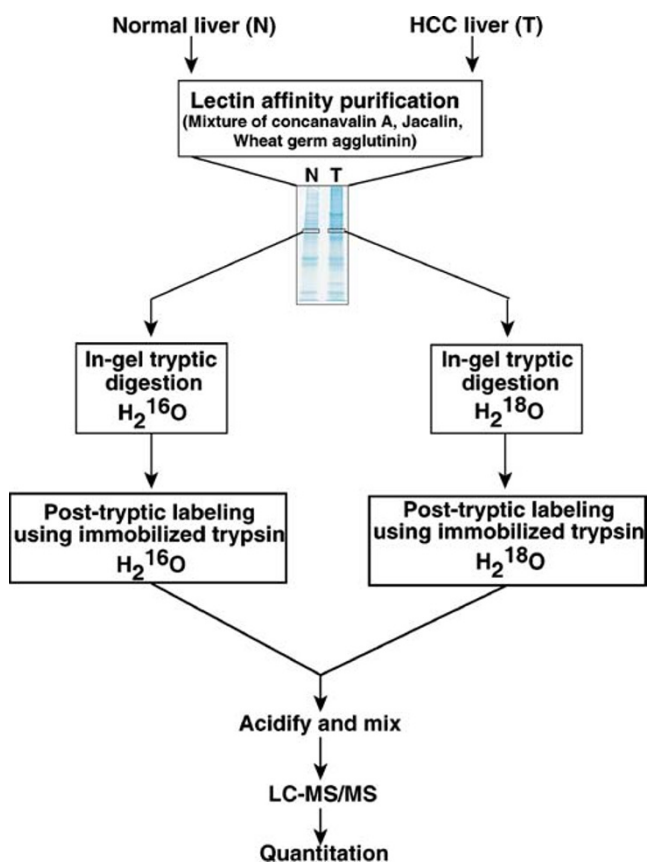 Normal liver (N)
HCC liver (T)
Lectin affinity purification
(Mixture of concanavalin A, Jacalin,
Wheat germ agglutinin)
N T
In-gel tryptic
digestion
H₂¹⁶O
In-gel tryptic
digestion
H₂¹⁸O
Post-tryptic labeling
using immobilized trypsin
H₂¹⁶O
Post-tryptic labeling
using immobilized trypsin
H₂¹⁸O
Acidify and mix
LC-MS/MS
Quantitation